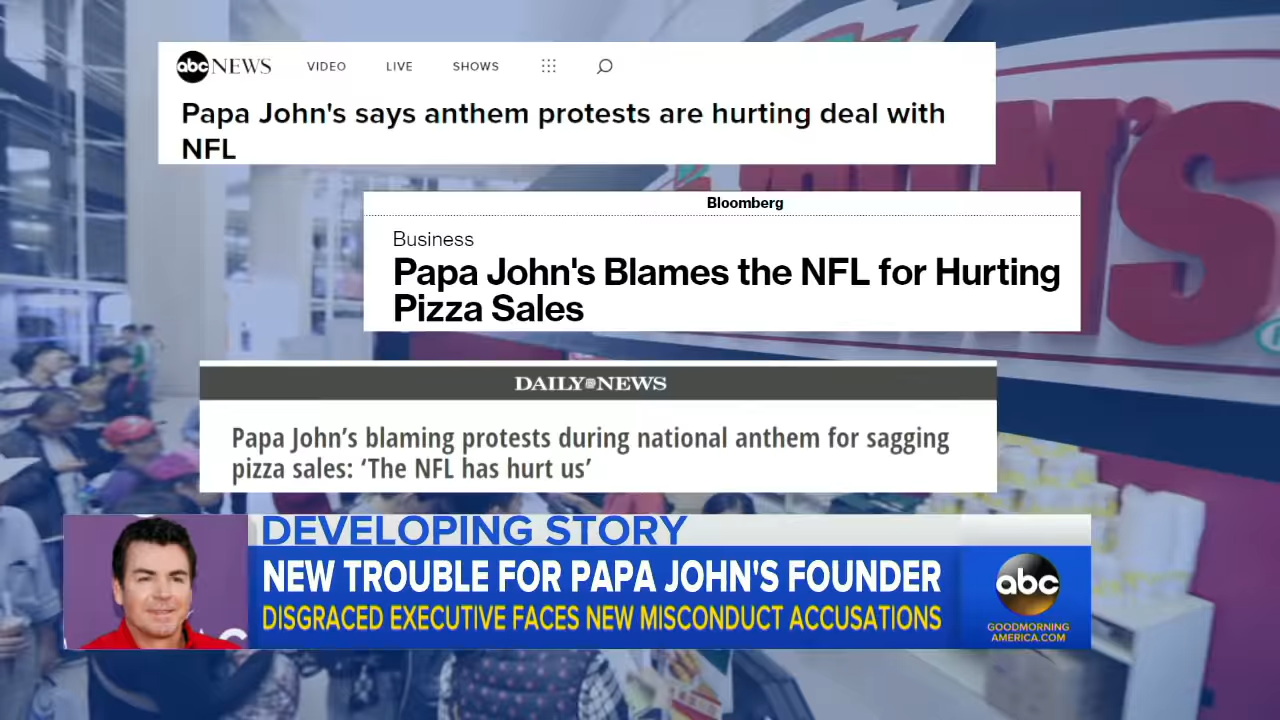 abc NEWS VIDEO LIVE SHOWS
Papa John's says anthem protests are hurting deal with
NFL
Bloomberg
Business
Papa John's Blames the NFL for Hurting
Pizza Sales
DAILY NEWS
Papa John’s blaming protests during national anthem for sagging
pizza sales: ‘The NFL has hurt us’
DEVELOPING STORY
NEW TROUBLE FOR PAPA JOHN'S FOUNDER
DISGRACED EXECUTIVE FACES NEW MISCONDUCT ACCUSATIONS
abc
GOODMORNING
AMERICA.COM